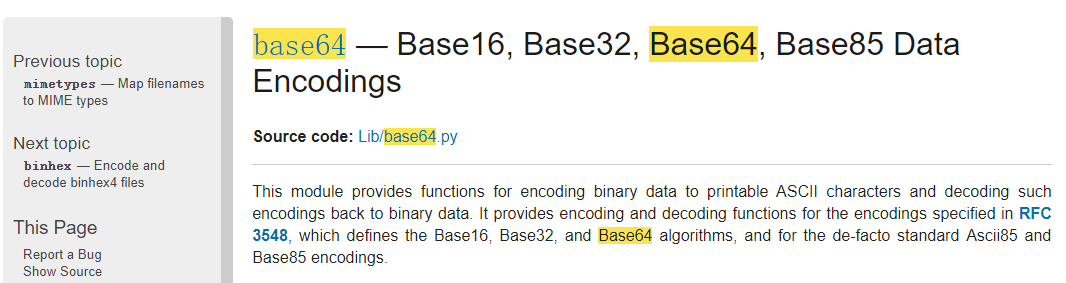 Previous topic
mimetypes — Map filenames
to MIME types
Next topic
binhex — Encode and
decode binhex4 files
This Page
Report a Bug
Show Source
base64 — Base16, Base32, Base64, Base85 Data
Encodings
Source code: Lib/base64.py
This module provides functions for encoding binary data to printable ASCII characters and decoding such
encodings back to binary data. It provides encoding and decoding functions for the encodings specified in RFC
3548, which defines the Base16, Base32, and Base64 algorithms, and for the de-facto standard Ascii85 and
Base85 encodings.